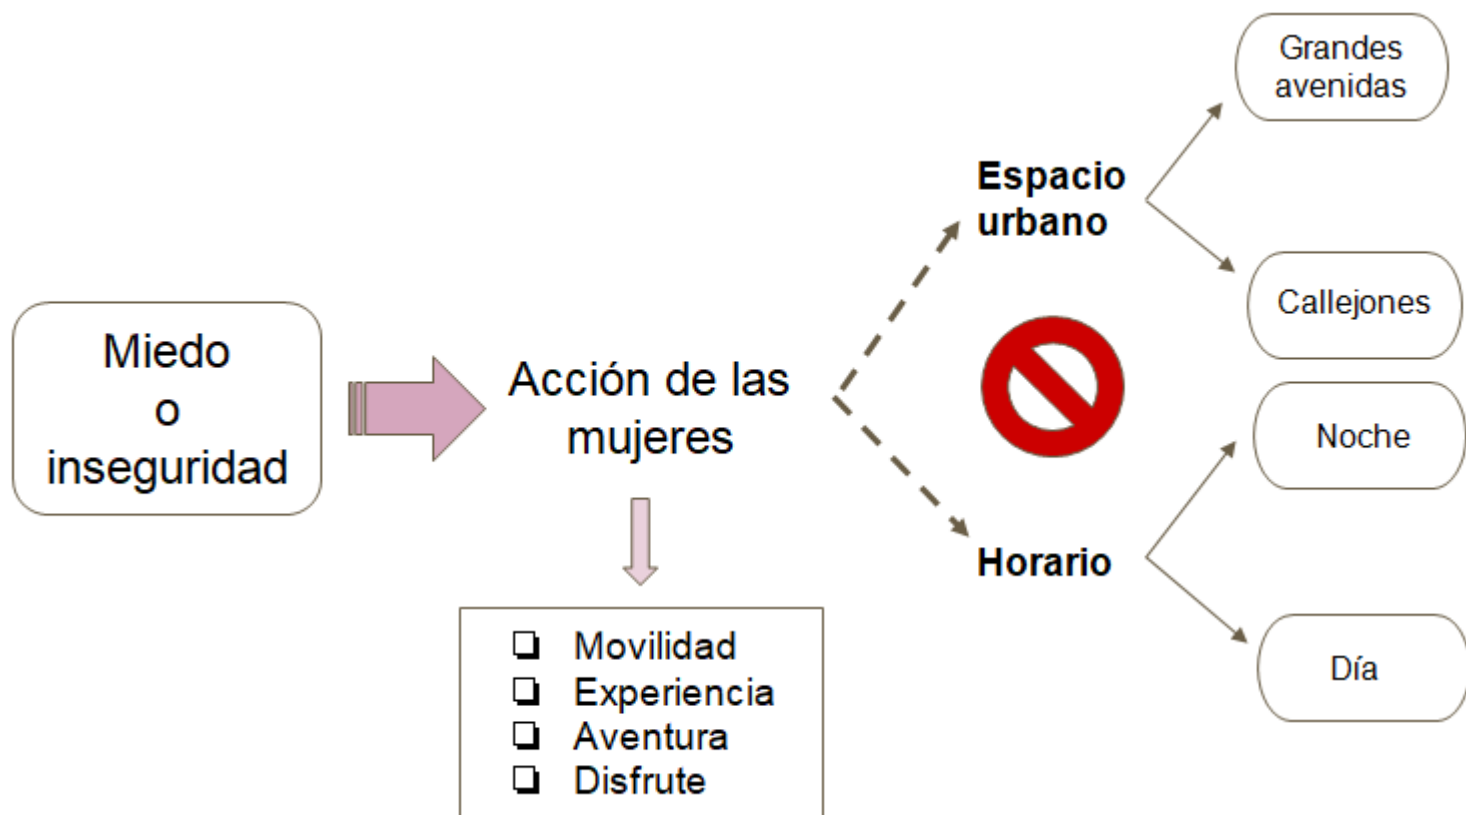 Miedo
o
inseguridad
Acción de las
mujeres
Movilidad
Experiencia
Aventura
Disfrute
Espacio
urbano
Horario
Grandes
avenidas
Callejones
Noche
Día